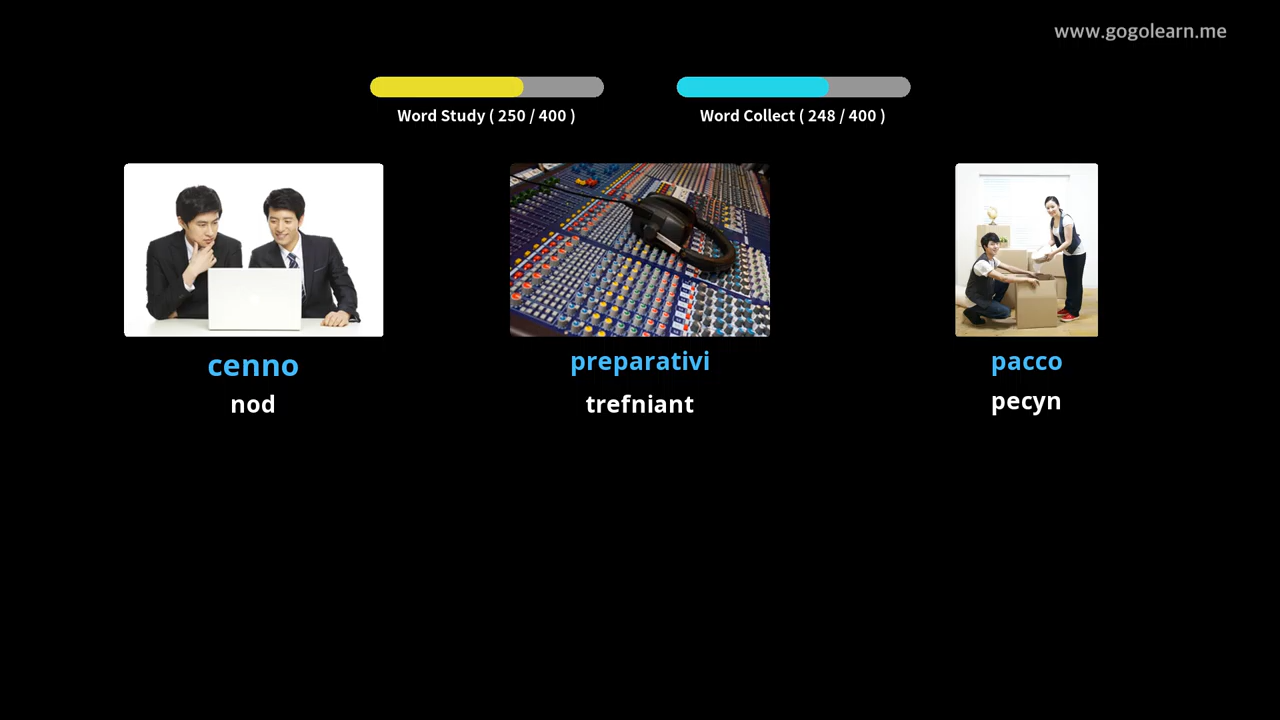 www.gogolearn.me
Word Study ( 250 / 400 )
Word Collect ( 248 / 400 )
cenno
nod
preparativi
trefniant
pacco
pecyn